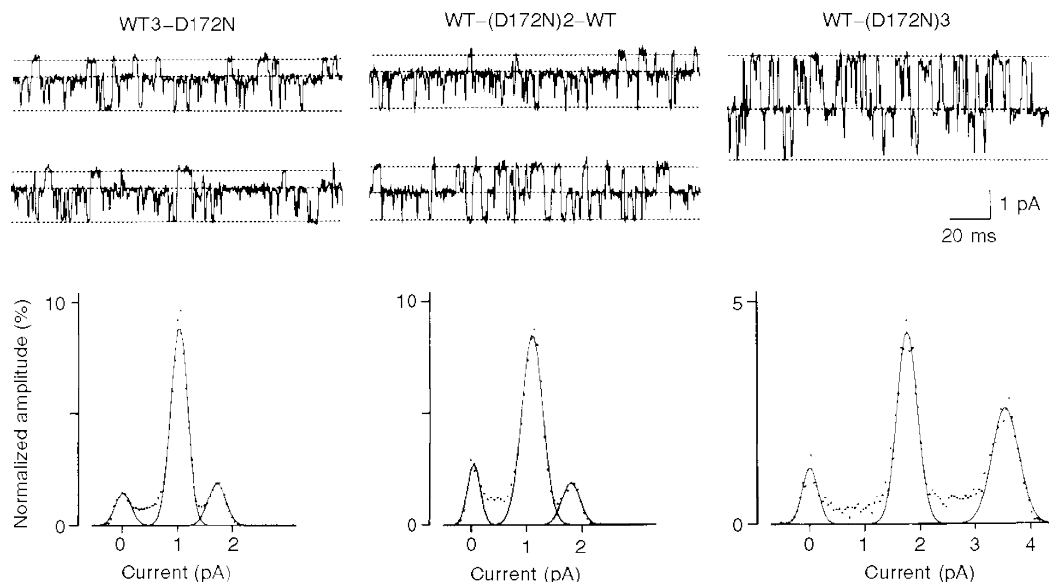 WT3-D172N
WT-(D172N)2-WT
WT-(D172N)3
1 pA
20 ms
Normalized amplitude (%)
10
5
0
0 1 2
Current (pA)
10
5
0
0 1 2
Current (pA)
5
0
0 1 2 3 4
Current (pA)